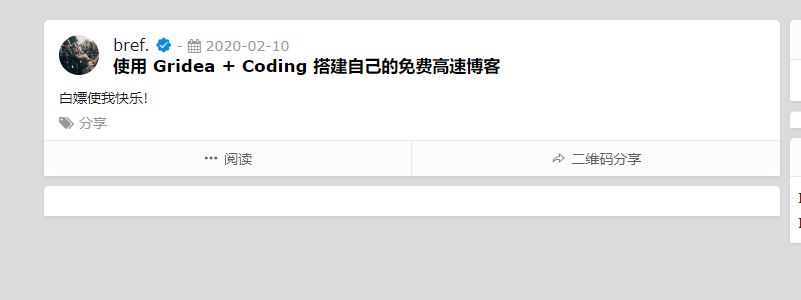 bref. - 2020-02-10
使用 Gridea + Coding 搭建自己的免费高速博客
白嫖使我快乐!
分享
阅读 二维码分享